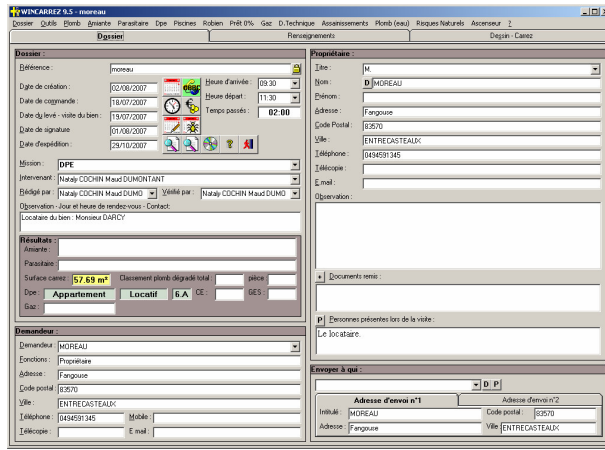 WINCARREZ 9.5 - moreau
Dossier Outils Plomb Amiante Parasitaire Dpe Piscines Robien Prêt 0% Gaz D.Technique Assainissements Plomb (eau) Risques Naturels Ascenseur ?
Dossier Renseignements Dessin - Carrez
Dossier :
Référence : moreau
Date de création : 02/08/2007
Date de commande : 18/07/2007
Date du levé - visite du bien : 19/07/2007
Date de signature 01/08/2007
Date d'expédition : 29/10/2007
Heure d'arrivée : 09:30
Heure départ : 11:30
Temps passés : 02:00
Mission : DPE
Intervenant : Nataly COCHIN Maud DUMONTANT
Rédigé par : Nataly COCHIN Maud DUMO Vérifié par : Nataly COCHIN Maud DUMO
Observation - Jour et heure de rendez-vous - Contact:
Locataire du bien : Monsieur DARCY
Résultats :
Amiante :
Parasitaire :
Surface carrez : 57.69 m² Classement plomb dégradé total : pièce :
Dpe : Appartement Locatif 6.A CE : GES :
Gaz :
Demandeur :
Demandeur : MOREAU
Fonctions : Propriétaire
Adresse : Fangouse
Code postal : 83570
Ville : ENTRECASTEAUX
Téléphone : 0494591345 Mobile :
Télécopie : E mail :
Propriétaire :
Titre : M.
Nom : D MOREAU
Prénom :
Adresse : Fangouse
Code Postal : 83570
Ville : ENTRECASTEAUX
Téléphone : 0494591345
Télécopie :
E.mail :
Observation :
+ Documents remis :
P Personnes présentes lors de la visite :
Le locataire.
Envoyer à qui :
D P
Adresse d'envoi n°1 Adresse d'envoi n°2
Intitulé : MOREAU Code postal : 83570
Adresse : Fangouse Ville : ENTRECASTEAUX